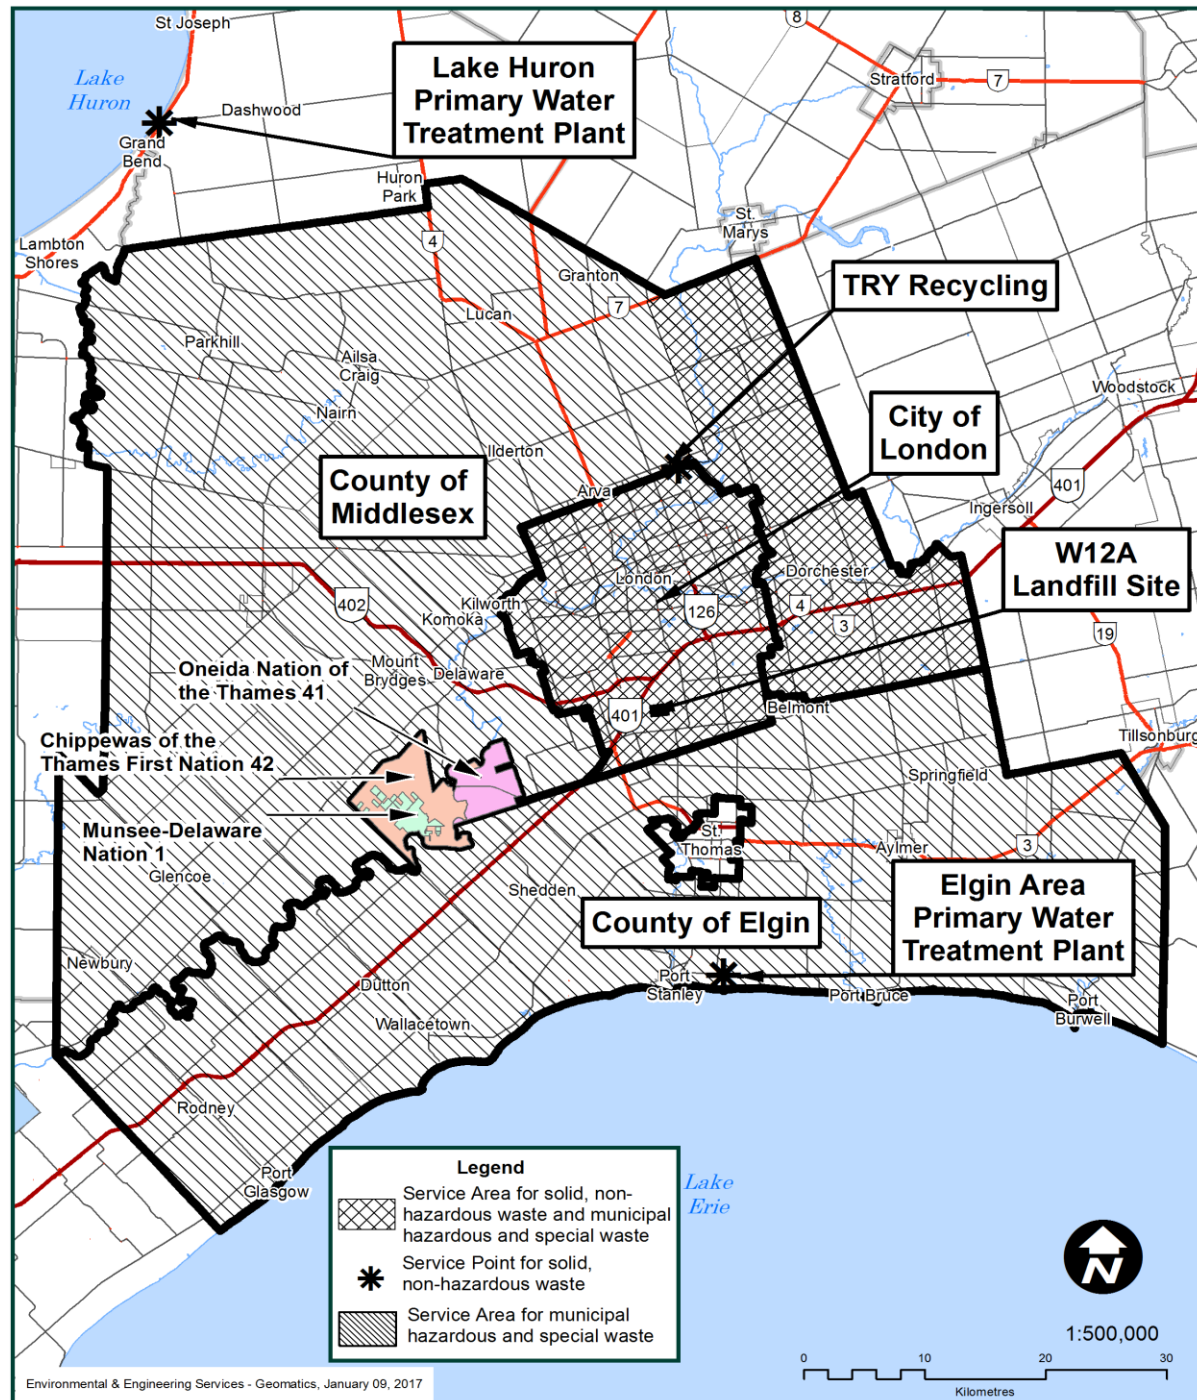 St Joseph
Lake
Huron
Dashwood
Grand
Bend
Lake Huron
Primary Water
Treatment Plant
8
Stratford
7
Huron
Park
St.
Marys
Lambton
Shores
4
Granton
7
Lucan
TRY Recycling
Parkhill
Ailsa
Craig
Nairn
Woodstock
City of
London
Ilderton
County of
Middlesex
Arva
401
Ingersoll
W12A
Landfill Site
London
Dorchester
402
Kilworth
Komoka
126
4
3
19
Mount
Brydges
Delaware
Oneida Nation of
the Thames 41
401
Belmont
Chippewas of the
Thames First Nation 42
Tillsonburg
Springfield
Munsee-Delaware
Nation 1
St.
Thomas
Aylmer
3
Glencoe
Shedden
County of Elgin
Elgin Area
Primary Water
Treatment Plant
Newbury
Dutton
Port
Stanley
Port Bruce
Port
Burwell
Wallacetown
Rodney
Port
Glasgow
Lake
Erie
Legend
Service Area for solid, non-
hazardous waste and municipal
hazardous and special waste
Service Point for solid,
non-hazardous waste
Service Area for municipal
hazardous and special waste
N
1:500,000
0 10 20 30
Kilometres
Environmental & Engineering Services - Geomatics, January 09, 2017